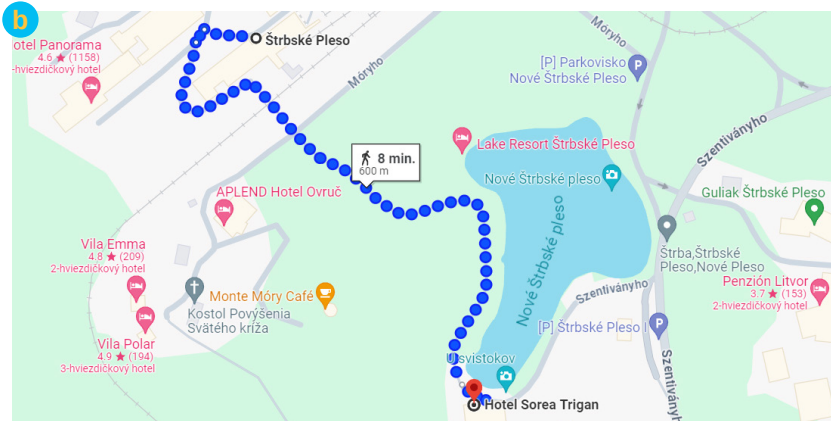 b
otel Panorama
4.6 ★ (1158)
-hviezdičkový hotel
Štrbské Pleso
Móryho
Móryho
[P] Parkovisko
Nové Štrbské Pleso
8 min.
600 m
Lake Resort Štrbské Pleso
Nové Štrbské pleso
Szentiványho
APLEND Hotel Ovruč
Guliak Štrbské Pleso
Vila Emma
4.8 ★ (209)
2-hviezdičkový hotel
Nové Štrbské pleso
Štrba,Štrbské
Pleso,Nové Pleso
Monte Móry Café
Kostol Povýšenia
Svätého kríža
Szentiványho
Penzión Litvor
3.7 ★ (153)
2-hviezdičkový hotel
[P] Štrbské Pleso I
Vila Polar
4.9 ★ (194)
3-hviezdičkový hotel
U svistokov
Szentiványho
Hotel Sorea Trigan